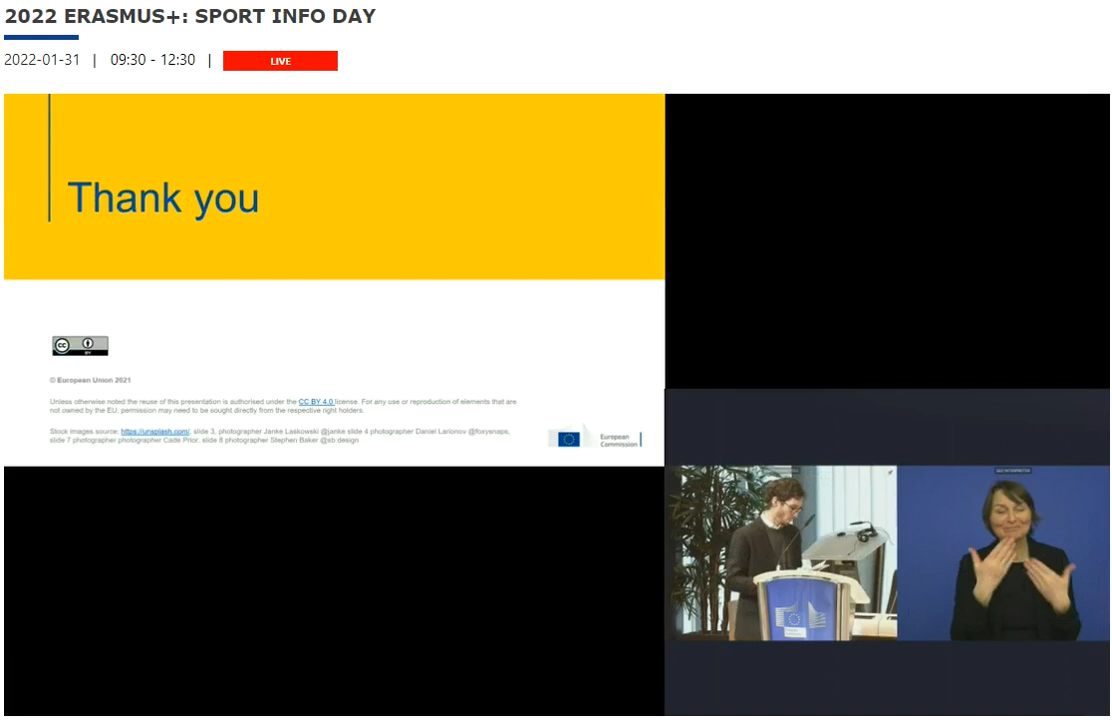 2022 ERASMUS+: SPORT INFO DAY
2022-01-31 | 09:30 - 12:30 | LIVE
Thank you
cc BY
© European Union 2021
Unless otherwise noted the reuse of this presentation is authorised under the CC BY 4.0 license. For any use or reproduction of elements that are
not owned by the EU, permission may need to be sought directly from the respective right holders.
Stock images source: https://unsplash.com/, slide 3, photographer Janke Laskowski @janke slide 4 photographer Daniel Larionov @foxysnaps,
slide 7 photographer photographer Cade Prior, slide 8 photographer Stephen Baker @sb design
European
Commission